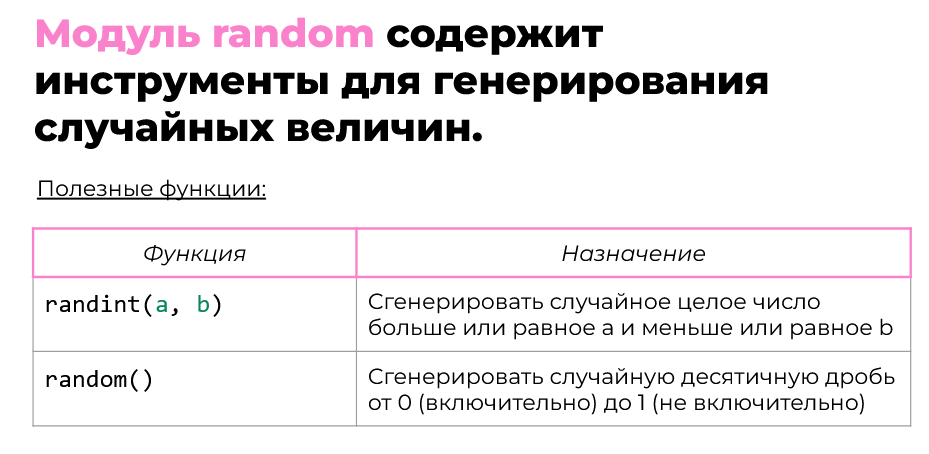 Модуль random содержит
инструменты для генерирования
случайных величин.
Полезные функции:
Функция
Назначение
randint(a, b)
Сгенерировать случайное целое число
больше или равное a и меньше или равное b
random()
Сгенерировать случайную десятичную дробь
от 0 (включительно) до 1 (не включительно)